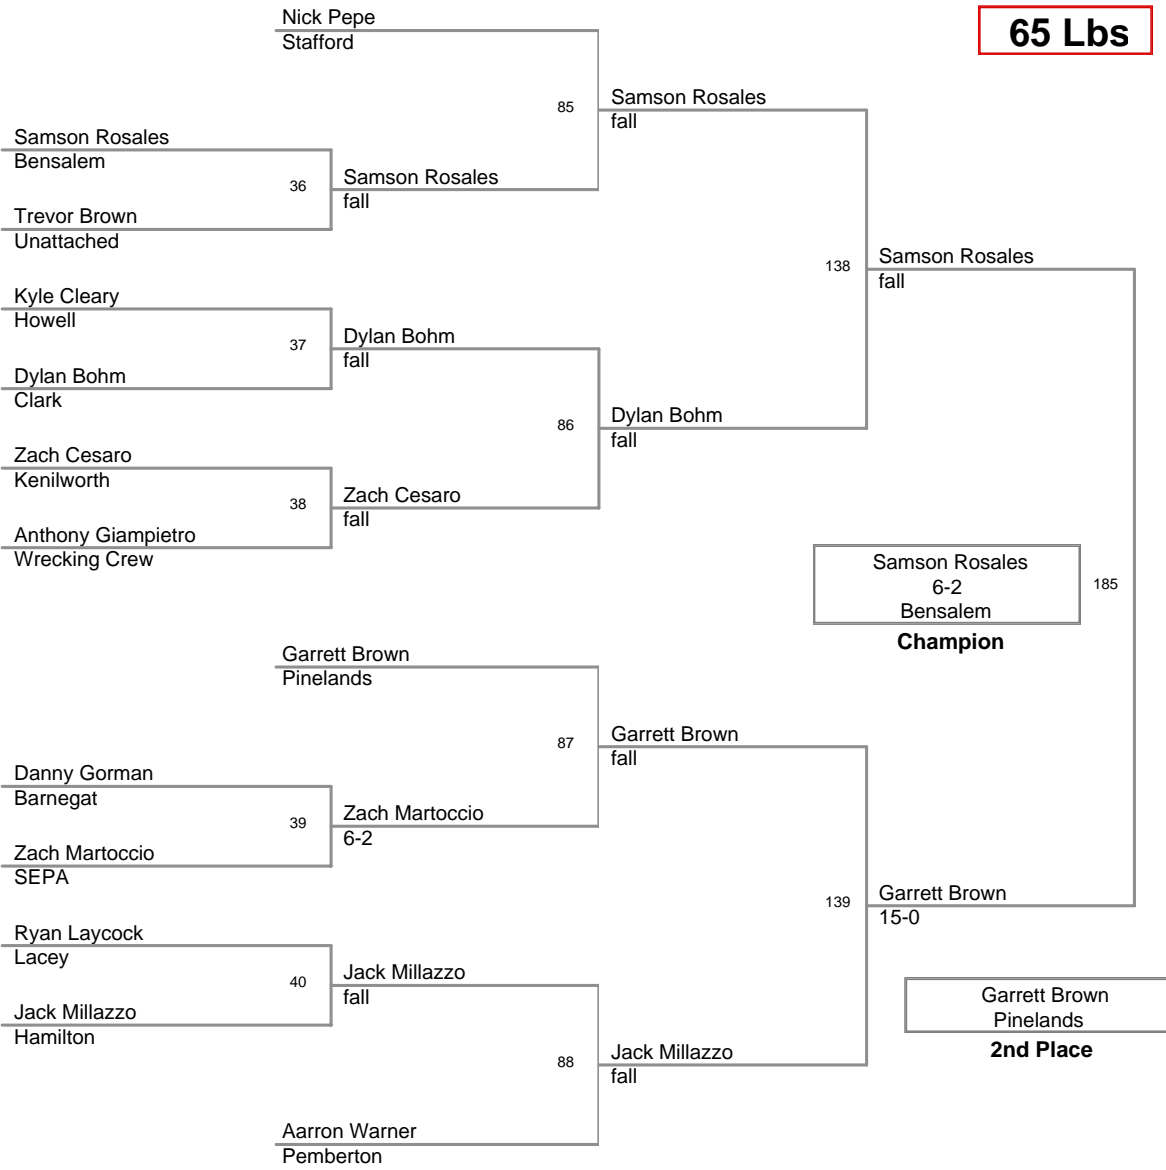 Nick Pepe
Stafford
65 Lbs
85
Samson Rosales
fall
Samson Rosales
Bensalem
36
Samson Rosales
fall
Trevor Brown
Unattached
138
Samson Rosales
fall
Kyle Cleary
Howell
37
Dylan Bohm
fall
Dylan Bohm
Clark
86
Dylan Bohm
fall
Zach Cesaro
Kenilworth
38
Zach Cesaro
fall
Anthony Giampietro
Wrecking Crew
Samson Rosales
6-2
Bensalem
185
Champion
Garrett Brown
Pinelands
87
Garrett Brown
fall
Danny Gorman
Barnegat
39
Zach Martoccio
6-2
Zach Martoccio
SEPA
139
Garrett Brown
15-0
Ryan Laycock
Lacey
40
Jack Millazzo
fall
Jack Millazzo
Hamilton
Garrett Brown
Pinelands
2nd Place
88
Jack Millazzo
fall
Aarron Warner
Pemberton